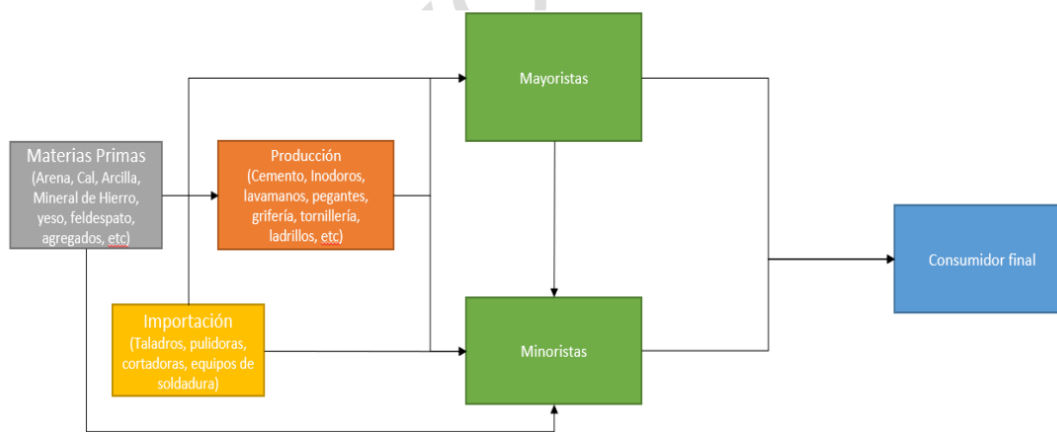 Mayoristas
Materias Primas
(Arena, Cal, Arcilla,
Mineral de Hierro,
yeso, feldespato,
agregados, etc)
Producción
(Cemento, Inodoros,
lavamanos, pegantes,
grifería, tornillería,
ladrillos, etc)
Consumidor final
Importación
(Taladros, pulidoras,
cortadoras, equipos de
soldadura)
Minoristas